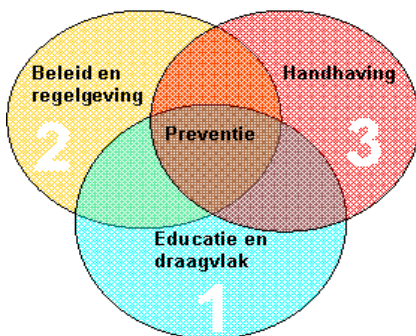 Beleid en
regelgeving
2
Handhaving
3
Preventie
Educatie en
draagvlak
1